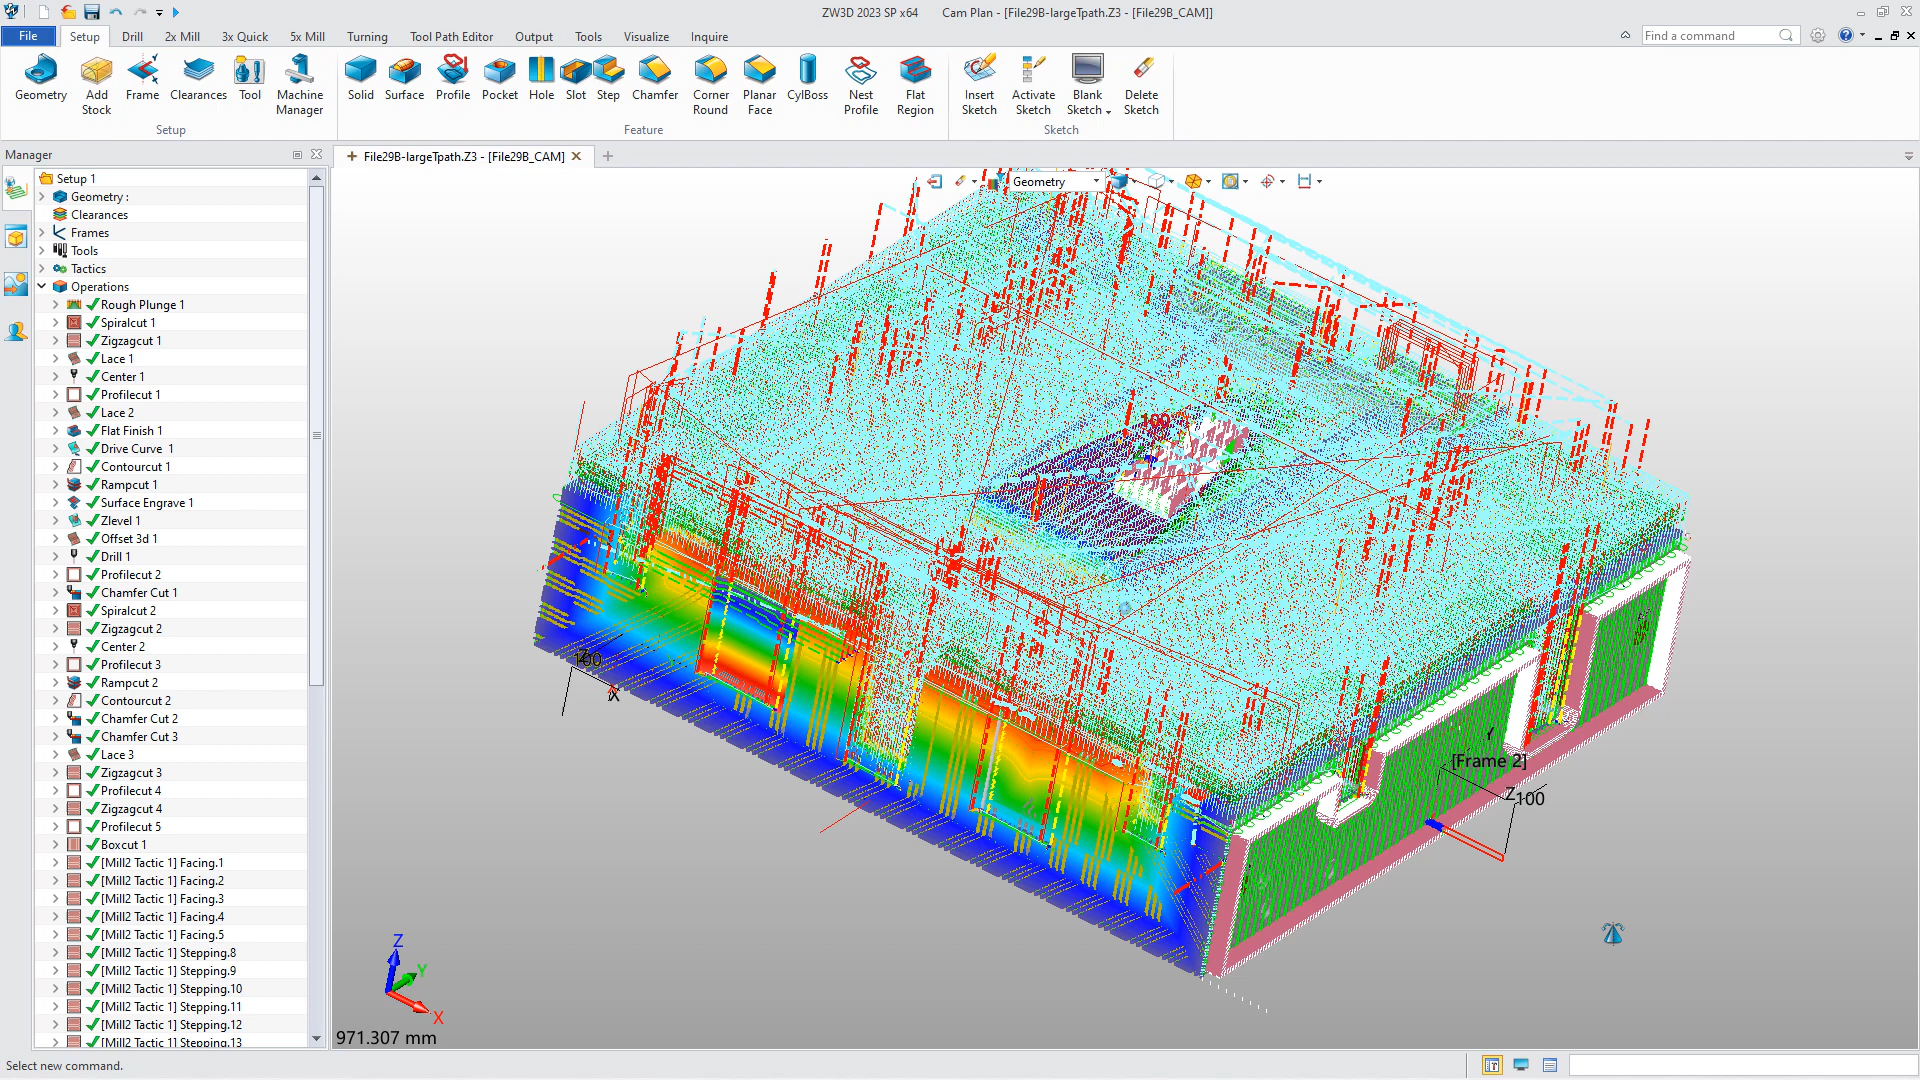 ZW3D 2023 SP x64 Cam Plan - [File29B-largeTpath.Z3 - [File29B_CAM]]
File Setup Drill 2x Mill 3x Quick 5x Mill Turning Tool Path Editor Output Tools Visualize Inquire Find a command
Geometry Add Stock Frame Clearances Tool Machine Manager Solid Surface Profile Pocket Hole Slot Step Chamfer Corner Round Planar Face CylBoss Nest Profile Flat Region Insert Sketch Activate Sketch Blank Sketch Delete Sketch
Setup Feature Sketch
Manager
File29B-largeTpath.Z3 - [File29B_CAM]
Geometry
Setup 1
Geometry :
Clearances
Frames
Tools
Tactics
Operations
Rough Plunge 1
Spiralcut 1
Zigzagcut 1
Lace 1
Center 1
Profilecut 1
Lace 2
Flat Finish 1
Drive Curve 1
Contourcut 1
Rampcut 1
Surface Engrave 1
Zlevel 1
Offset 3d 1
Drill 1
Profilecut 2
Chamfer Cut 1
Spiralcut 2
Zigzagcut 2
Center 2
Profilecut 3
Rampcut 2
Contourcut 2
Chamfer Cut 2
Chamfer Cut 3
Lace 3
Zigzagcut 3
Profilecut 4
Zigzagcut 4
Profilecut 5
Boxcut 1
[Mill2 Tactic 1] Facing.1
[Mill2 Tactic 1] Facing.2
[Mill2 Tactic 1] Facing.3
[Mill2 Tactic 1] Facing.4
[Mill2 Tactic 1] Facing.5
[Mill2 Tactic 1] Stepping.8
[Mill2 Tactic 1] Stepping.9
[Mill2 Tactic 1] Stepping.10
[Mill2 Tactic 1] Stepping.11
[Mill2 Tactic 1] Stepping.12
[Mill2 Tactic 1] Stepping.13
100
100
X
Y
[Frame 2]
Z100
Z
Y
X
971.307 mm
Select new command.